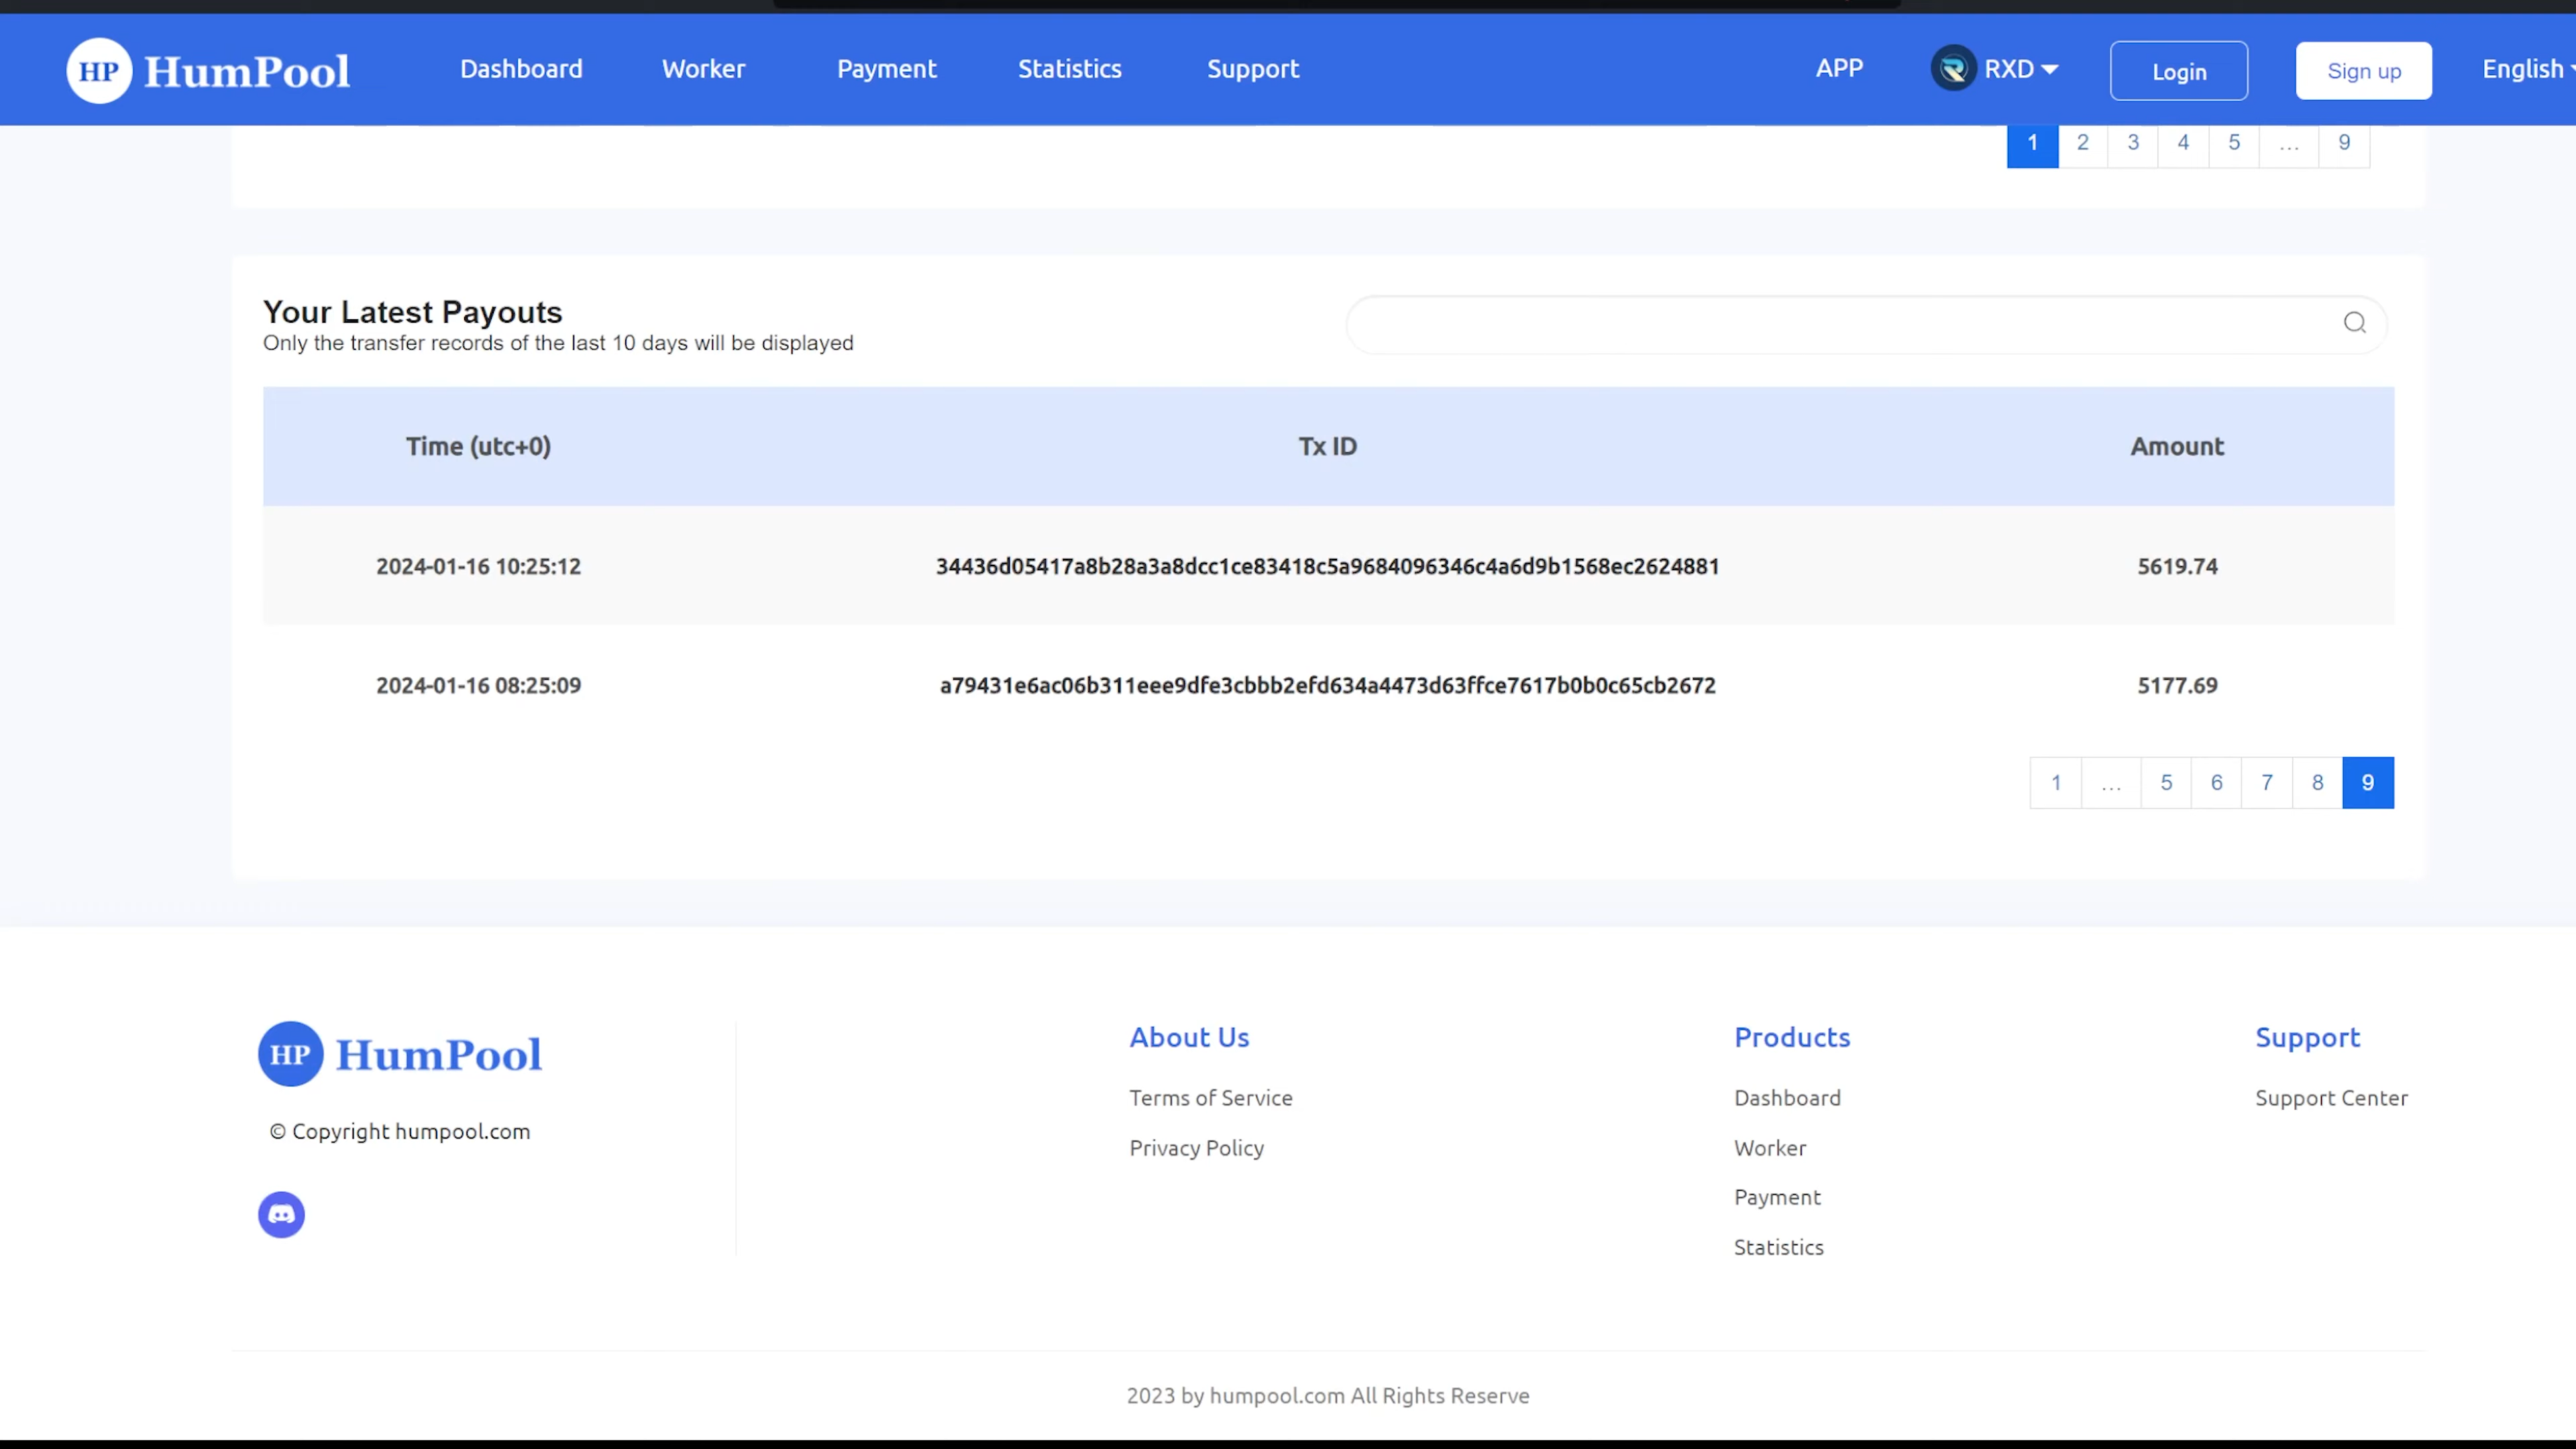 HP HumPool Dashboard Worker Payment Statistics Support APP RXD Login Sign up English
1 2 3 4 5 ... 9
Your Latest Payouts
Only the transfer records of the last 10 days will be displayed
Time (utc+0) Tx ID Amount
2024-01-16 10:25:12 34436d05417a8b28a3a8dcc1ce83418c5a9684096346c4a6d9b1568ec2624881 5619.74
2024-01-16 08:25:09 a79431e6ac06b311eee9dfe3cbbb2efd634a4473d63ffce7617b0b0c65cb2672 5177.69
1 ... 5 6 7 8 9
HP HumPool
© Copyright humpool.com
About Us
Terms of Service
Privacy Policy
Products
Dashboard
Worker
Payment
Statistics
Support
Support Center
2023 by humpool.com All Rights Reserve